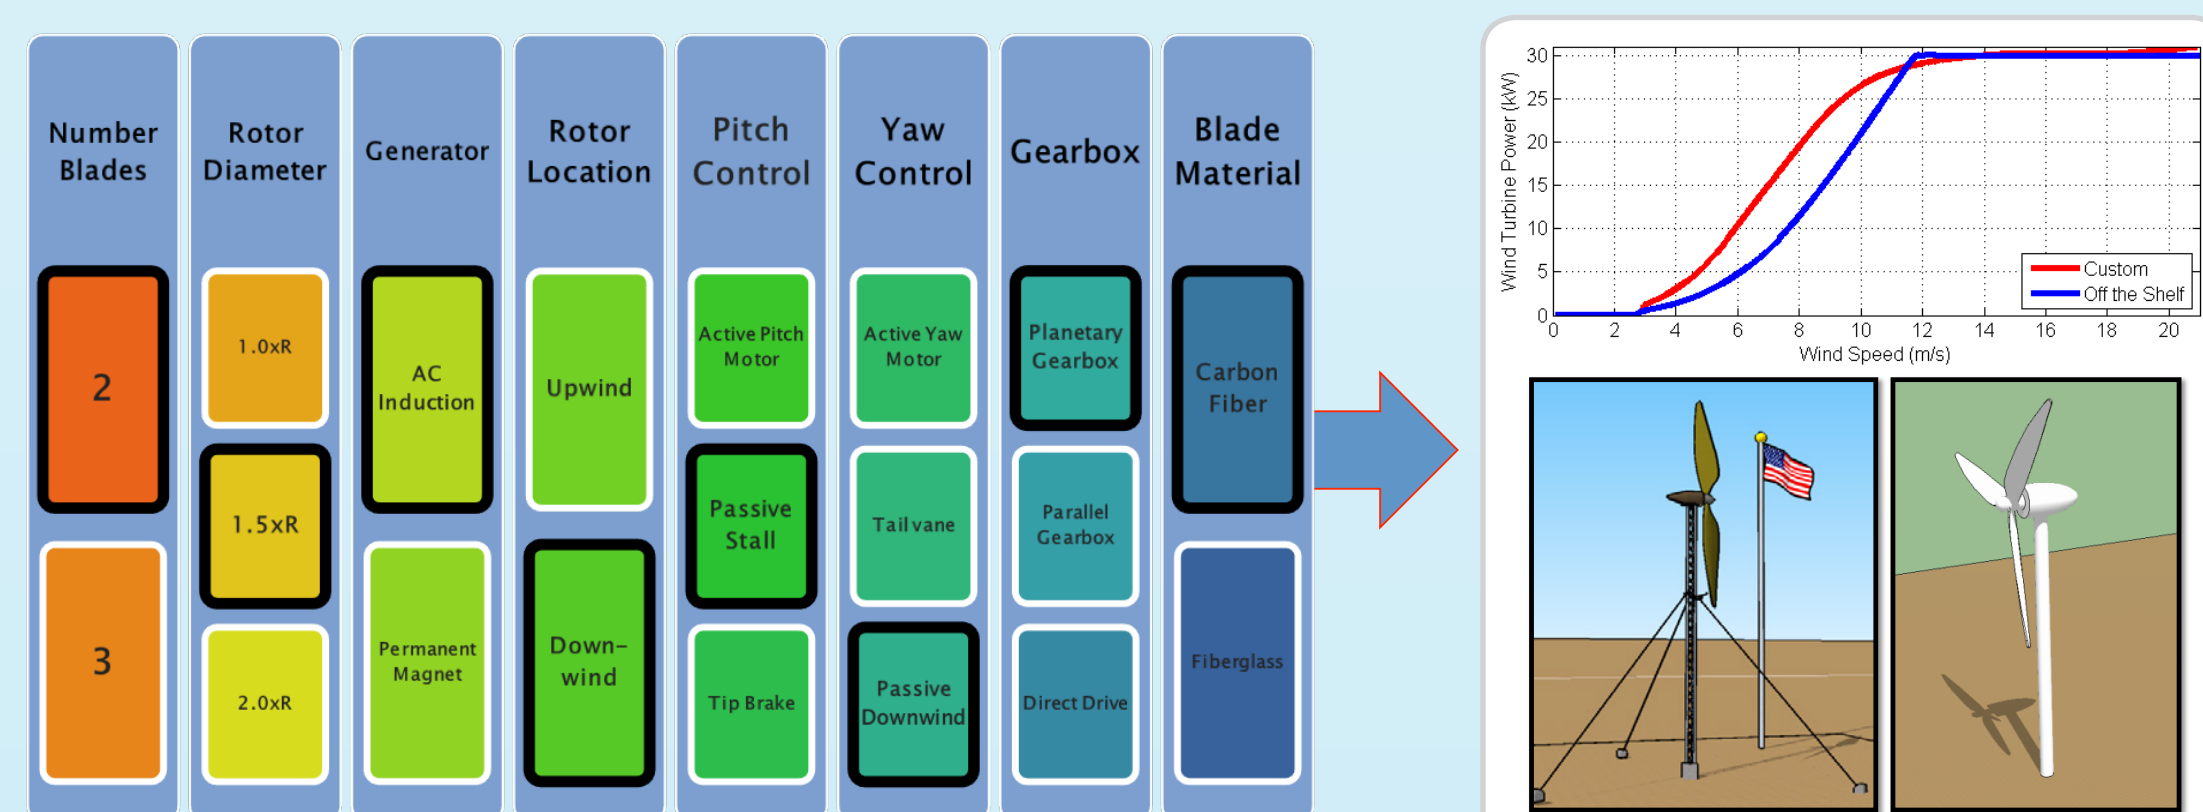 Number
Blades
2
3
Rotor
Diameter
1.0xR
1.5xR
2.0xR
Generator
AC
Induction
Permanent
Magnet
Rotor
Location
Upwind
Down-
wind
Pitch
Control
Active Pitch
Motor
Passive
Stall
Tip Brake
Yaw
Control
Active Yaw
Motor
Tail vane
Passive
Downwind
Gearbox
Planetary
Gearbox
Parallel
Gearbox
Direct Drive
Blade
Material
Carbon
Fiber
Fiberglass
Wind Turbine Power (kW)
30
25
20
15
10
5
0
0 2 4 6 8 10 12 14 16 18 20
Wind Speed (m/s)
Custom
Off the Shelf